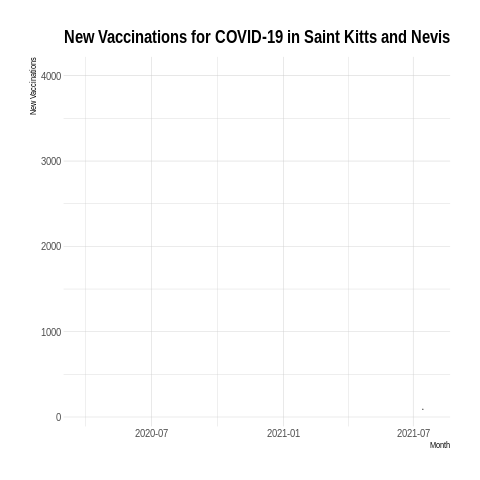 New Vaccinations for COVID-19 in Saint Kitts and Nevis
New Vaccinations
4000
3000
2000
1000
0
2020-07
2021-01
2021-07
Month